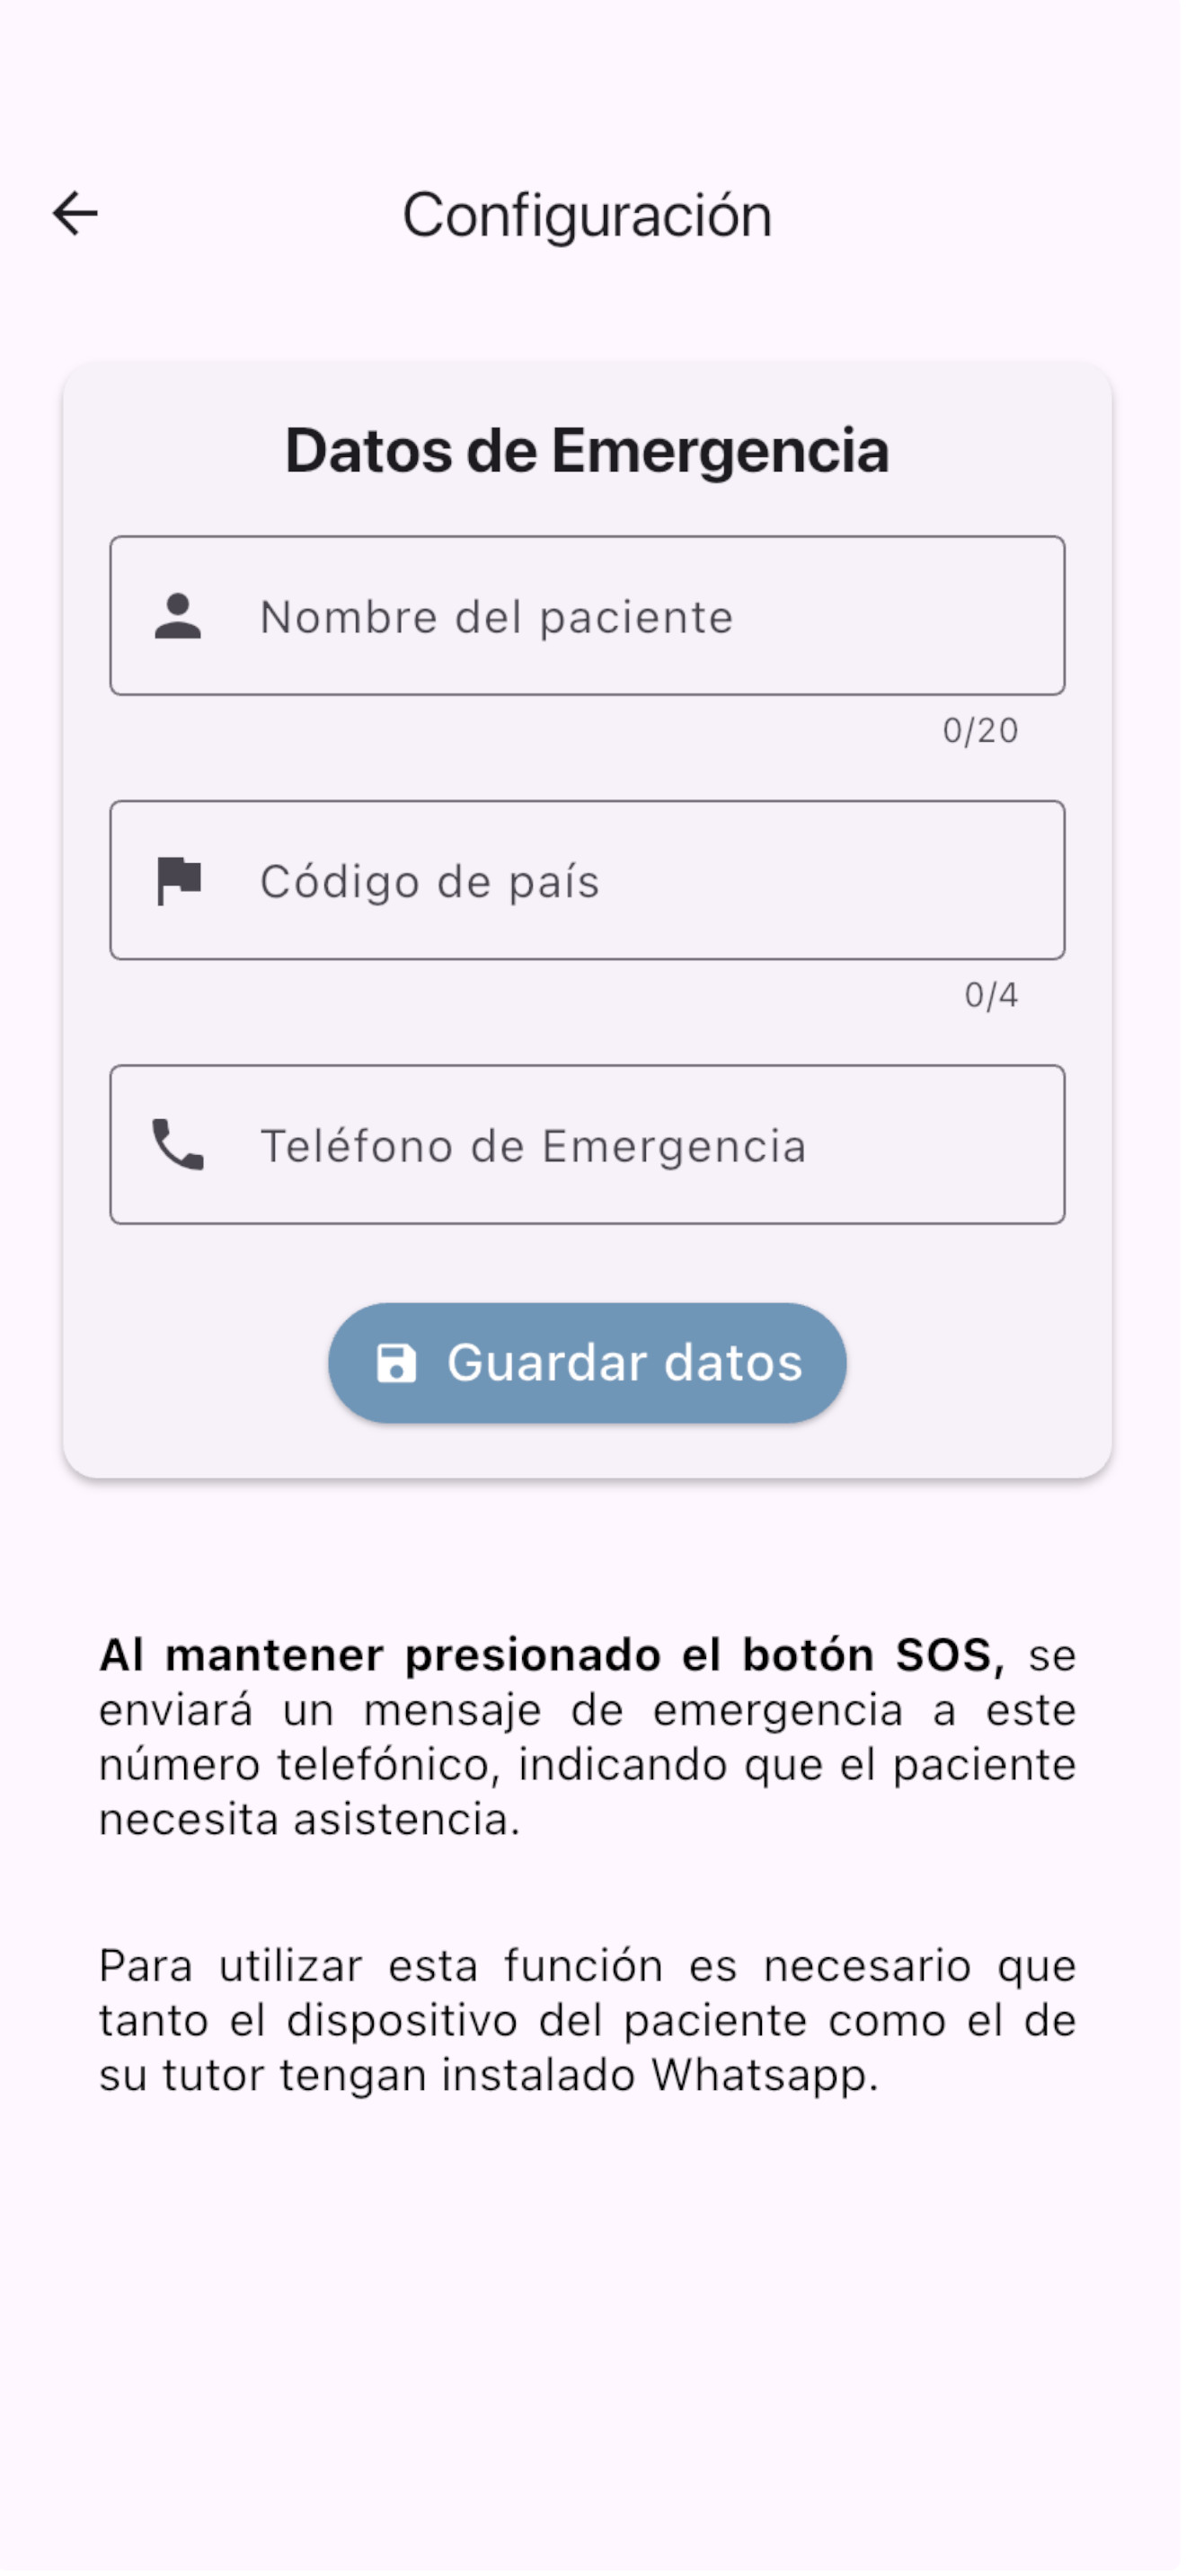 Configuración
Datos de Emergencia
Nombre del paciente
0/20
Código de país
0/4
Teléfono de Emergencia
Guardar datos
Al mantener presionado el botón SOS, se
enviará un mensaje de emergencia a este
número telefónico, indicando que el paciente
necesita asistencia.
Para utilizar esta función es necesario que
tanto el dispositivo del paciente como el de
su tutor tengan instalado Whatsapp.